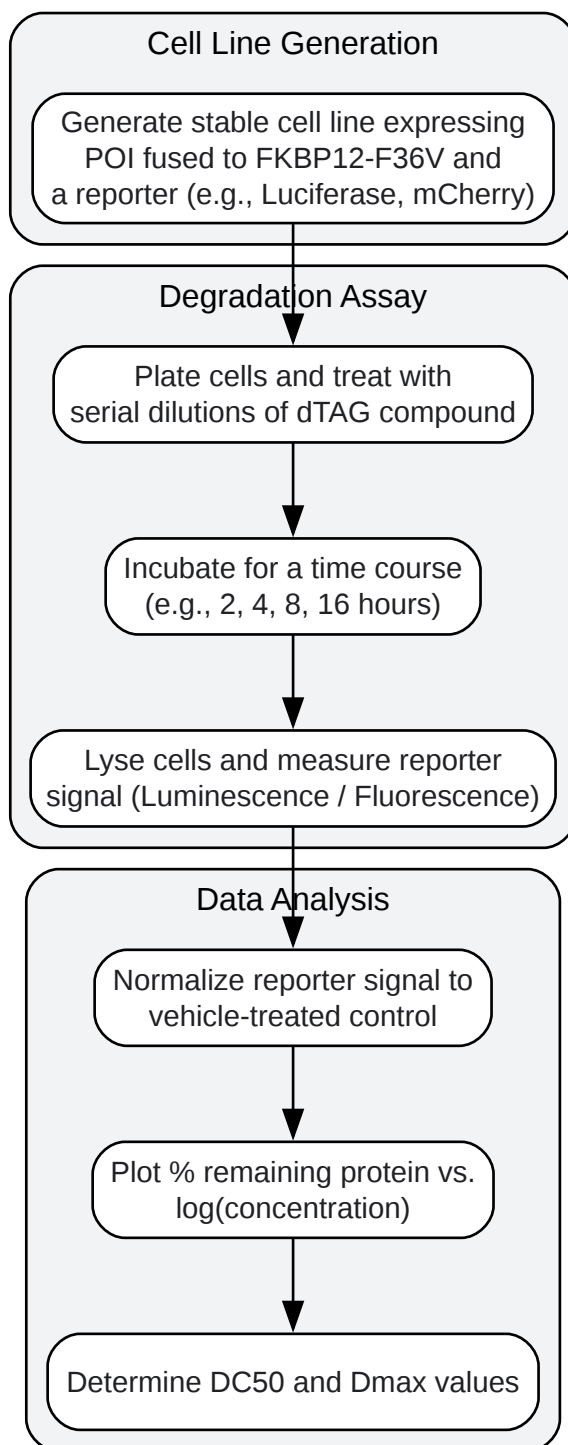 Cell Line Generation
Generate stable cell line expressing
POI fused to FKBP12-F36V and
a reporter (e.g., Luciferase, mCherry)
Degradation Assay
Plate cells and treat with
serial dilutions of dTAG compound
Incubate for a time course
(e.g., 2, 4, 8, 16 hours)
Lyse cells and measure reporter
signal (Luminescence / Fluorescence)
Data Analysis
Normalize reporter signal to
vehicle-treated control
Plot % remaining protein vs.
log(concentration)
Determine DC50 and Dmax values